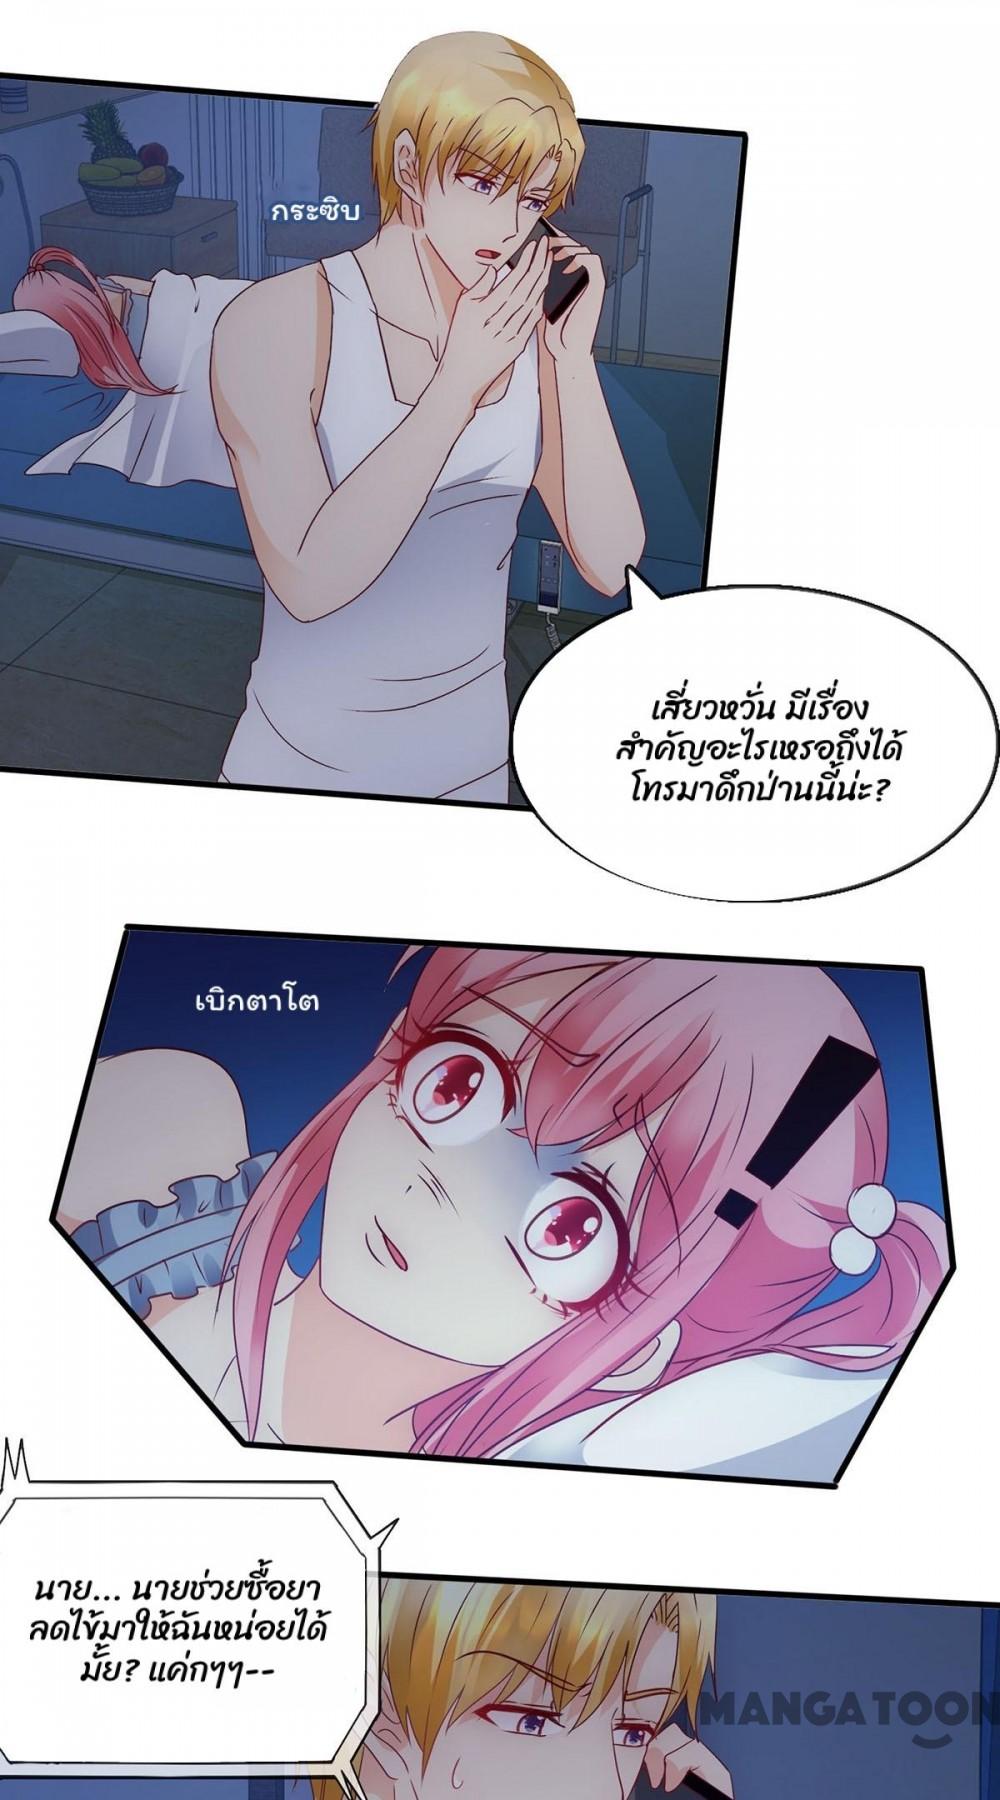 กระซิบ
เสี่ยวหวั่น มีเรื่อง
สำคัญอะไรเหรอถึงได้
โทรมาดึกป่านนี้น่ะ?
เบิกตาโต
!
นาย... นายช่วยซื้อยา
ลดไข้มาให้ฉันหน่อยได้
มั้ย? แค่กๆๆ--
MANGATOON